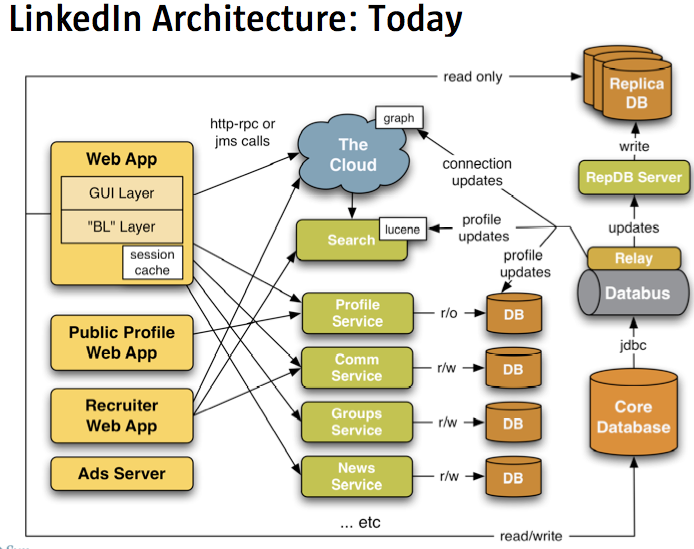 LinkedIn Architecture: Today
read only
Replica
DB
http-rpc or
jms calls
graph
The
Cloud
write
Web App
GUI Layer
"BL" Layer
session
cache
connection
updates
RepDB Server
Search
lucene
profile
updates
updates
profile
updates
Relay
Databus
Profile
Service
r/o
DB
Public Profile
Web App
jdbc
Comm
Service
r/w
DB
Recruiter
Web App
Groups
Service
r/w
DB
Core
Database
Ads Server
News
Service
r/w
DB
... etc
read/write